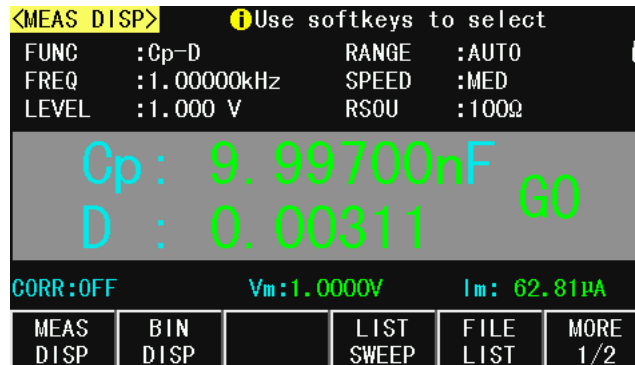 <MEAS DISP> iUse softkeys to select
FUNC :Cp-D RANGE :AUTO
FREQ :1.00000kHz SPEED :MED
LEVEL :1.000 V RSOU :100Ω
Cp: 9.99700nF
GO
D : 0.00311
CORR:OFF Vm:1.0000V Im: 62.81µA
MEAS BIN LIST FILE MORE
DISP DISP SWEEP LIST 1/2